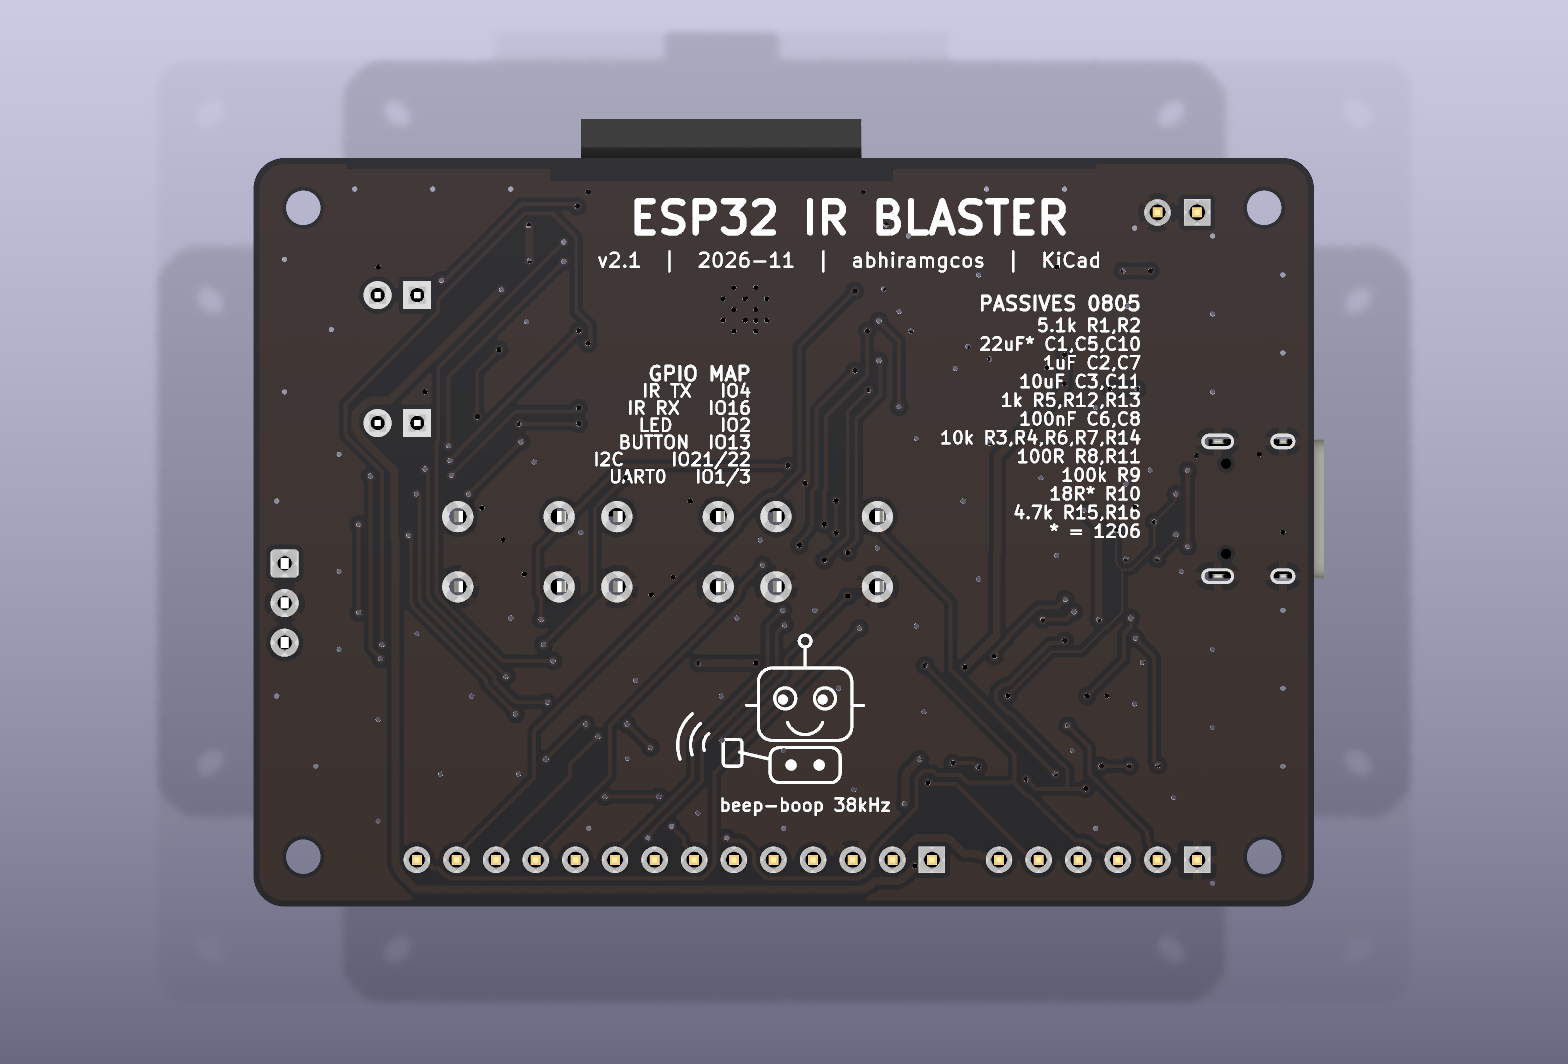 ESP32 IR BLASTER
v2.1 | 2026-11 | abhiramgcos | KiCad
PASSIVES 0805
5.1k R1,R2
22uF* C1,C5,C10
1uF C2,C7
10uF C3,C11
1k R5,R12,R13
100nF C6,C8
10k R3,R4,R6,R7,R14
100R R8,R11
100k R9
18R* R10
4.7k R15,R16
* = 1206
GPIO MAP
IR TX IO4
IR RX IO16
LED IO2
BUTTON IO13
I2C IO21/22
UART0 IO1/3
beep-boop 38kHz